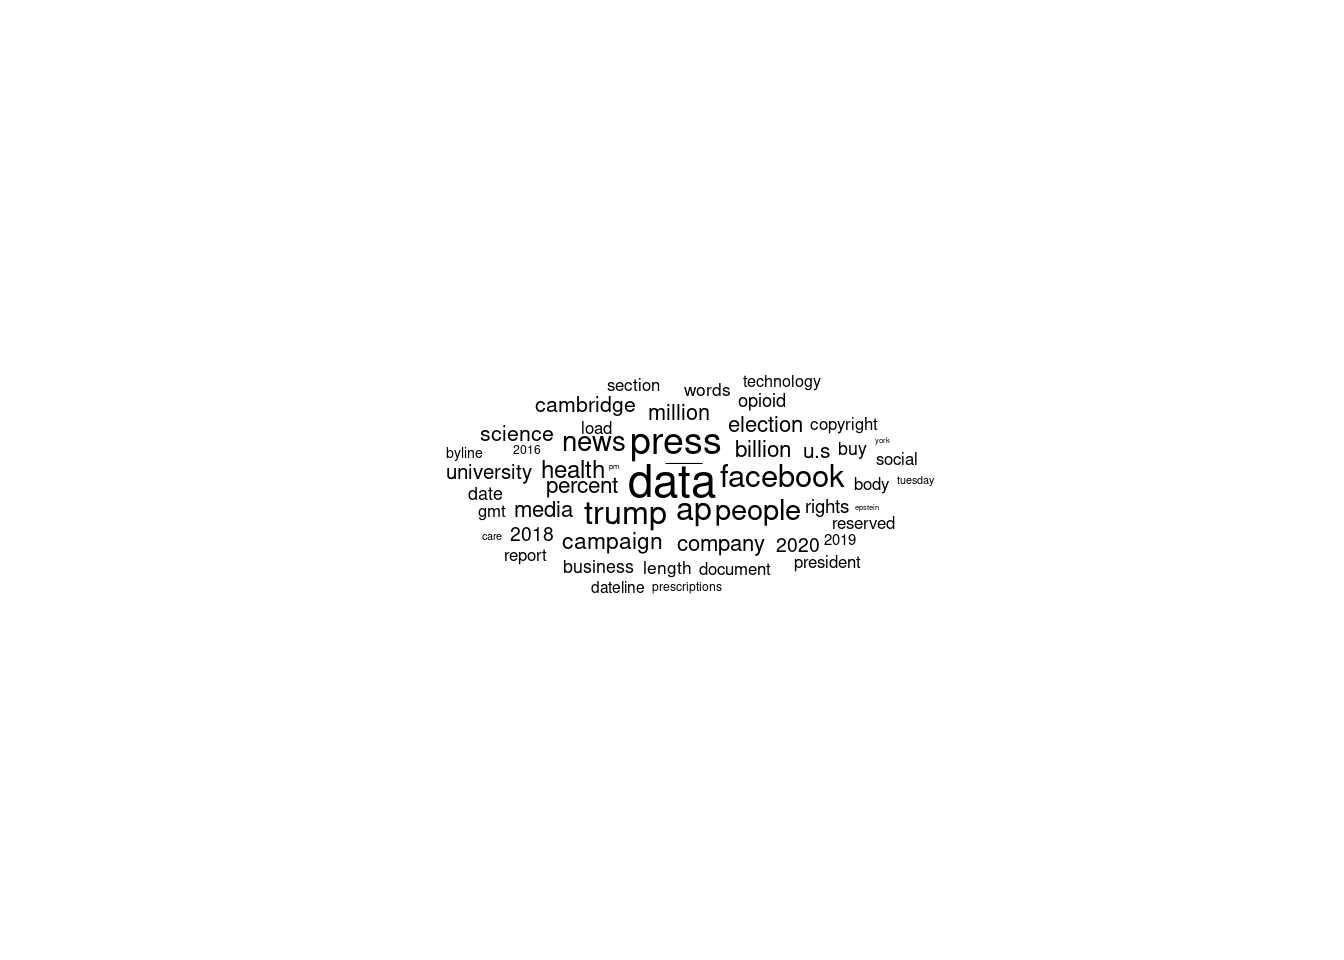 technology
section
words
opioid
cambridge
million
election
copyright
load
science
news
press
billion
u.s
buy
york
byline
2016
social
university
health
pm
data
facebook
percent
body
tuesday
date
gmt
media
trump
ap
people
rights
epstein
reserved
care
2018
campaign
company
2020
2019
report
business
length
document
president
dateline
prescriptions